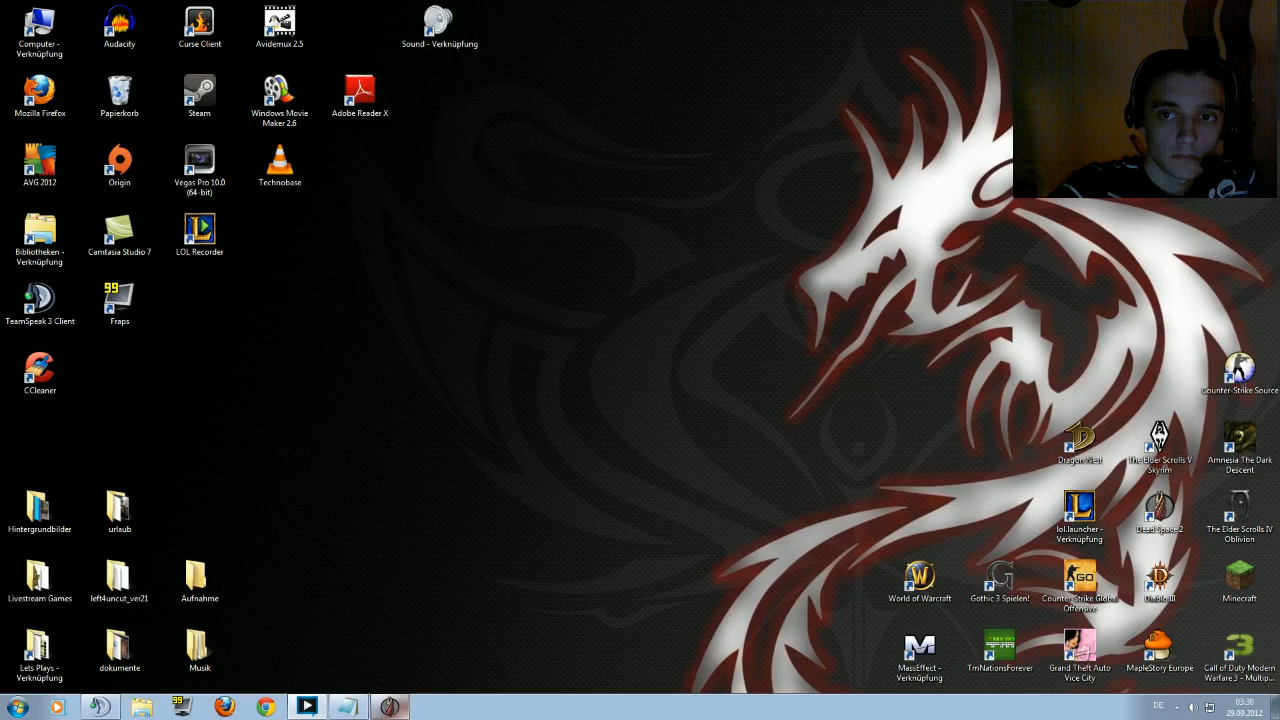 Computer -
Verknüpfung
Audacity
Curse Client
Avidemux 2.5
Sound - Verknüpfung
Mozilla Firefox
Papierkorb
Steam
Windows Movie
Maker 2.6
Adobe Reader X
AVG 2012
Origin
Vegas Pro 10.0
(64-bit)
Technobase
Bibliotheken -
Verknüpfung
Camtasia Studio 7
LOL Recorder
TeamSpeak 3 Client
99
Fraps
CCleaner
Counter-Strike Source
Dragon Nest
The Elder Scrolls V
Skyrim
Amnesia The Dark
Descent
Hintergrundbilder
urlaub
lol.launcher -
Verknüpfung
Dead Space 2
The Elder Scrolls IV
Oblivion
Livestream Games
left4uncut_ver21
Aufnahme
World of Warcraft
Gothic 3 Spielen!
GO
Counter Strike Global
Offensive
Diablo III
Minecraft
Lets Plays -
Verknüpfung
dokumente
Musik
MassEffect -
Verknüpfung
TmNationsForever
Grand Theft Auto
Vice City
MapleStory Europe
Call of Duty Modern
Warfare 3 - Multip...
99
DE
03:30
29.09.2012